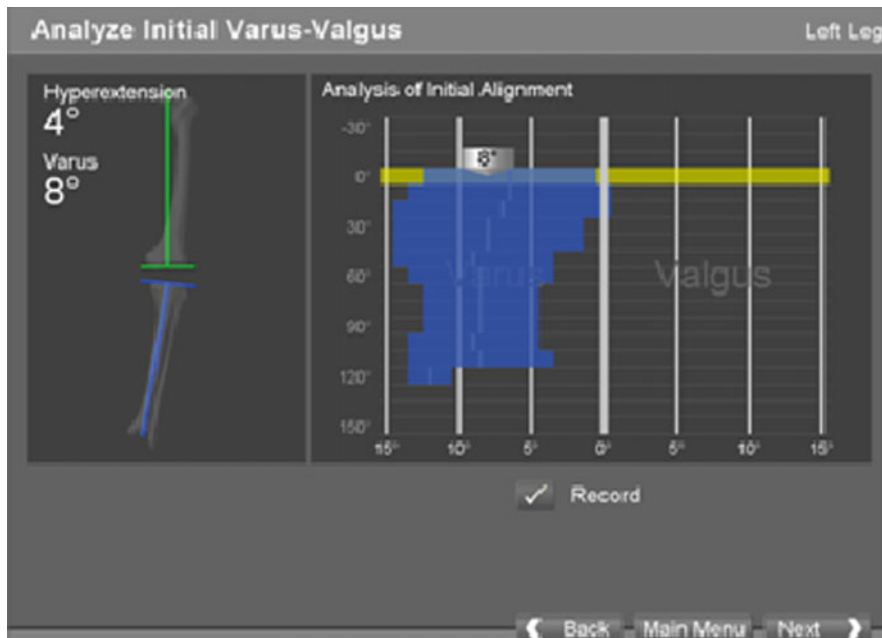 Analyze Initial Varus-Valgus
Left Leg
Hyperextension
4°
Varus
8°
Analysis of Initial Alignment
-30°
8°
0°
30°
60°
Varus
Valgus
90°
120°
150°
15° 10° 5° 0° 5° 10° 15°
Record
Back Main Menu Next